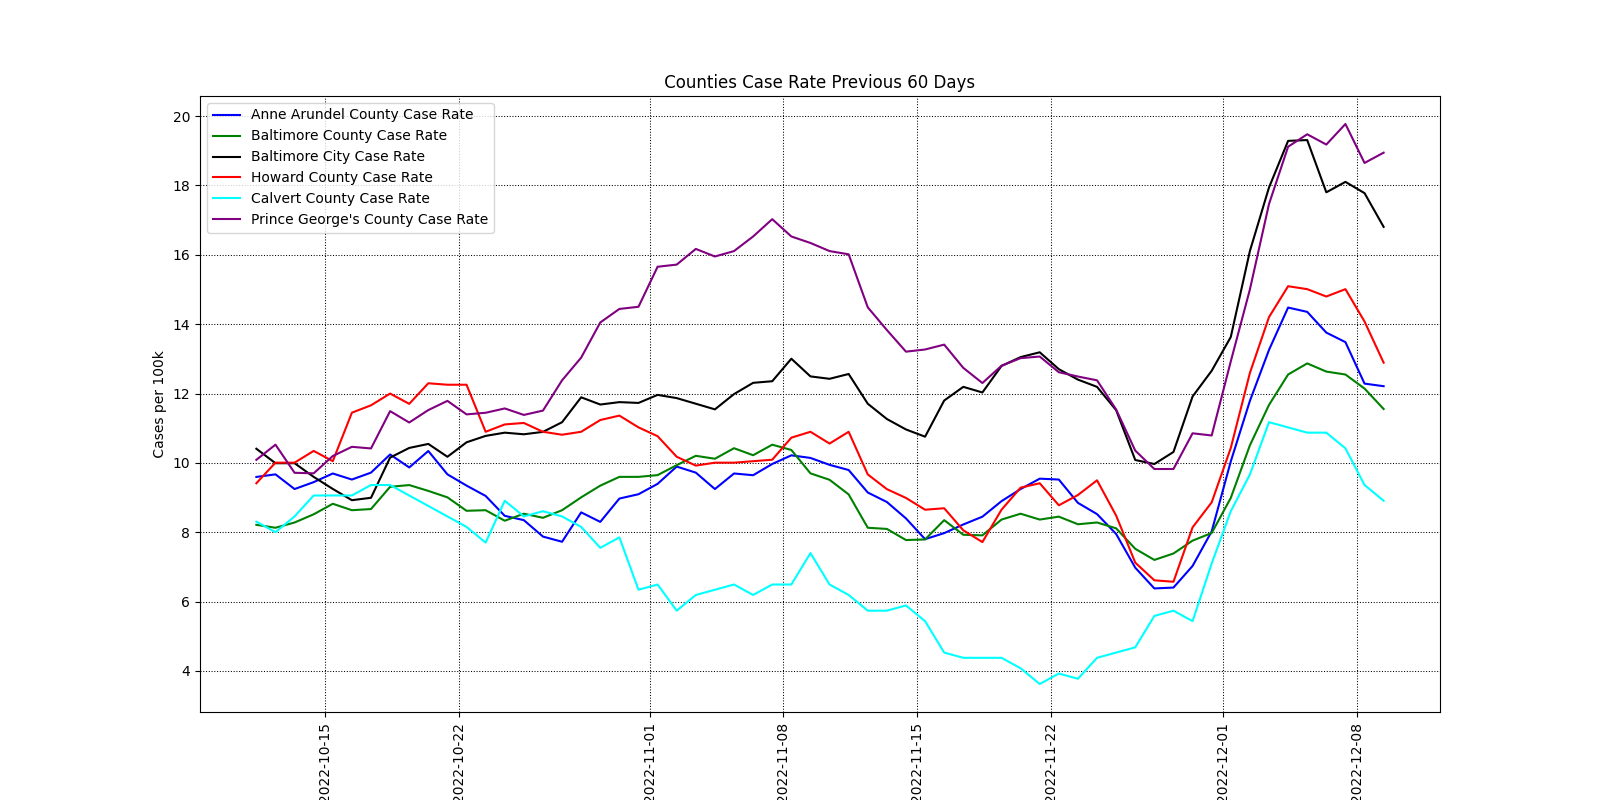 Counties Case Rate Previous 60 Days
Anne Arundel County Case Rate
Baltimore County Case Rate
Baltimore City Case Rate
Howard County Case Rate
Calvert County Case Rate
Prince George's County Case Rate
Cases per 100k
20
18
16
14
12
10
8
6
4
2022-10-15
2022-10-22
2022-11-01
2022-11-08
2022-11-15
2022-11-22
2022-12-01
2022-12-08